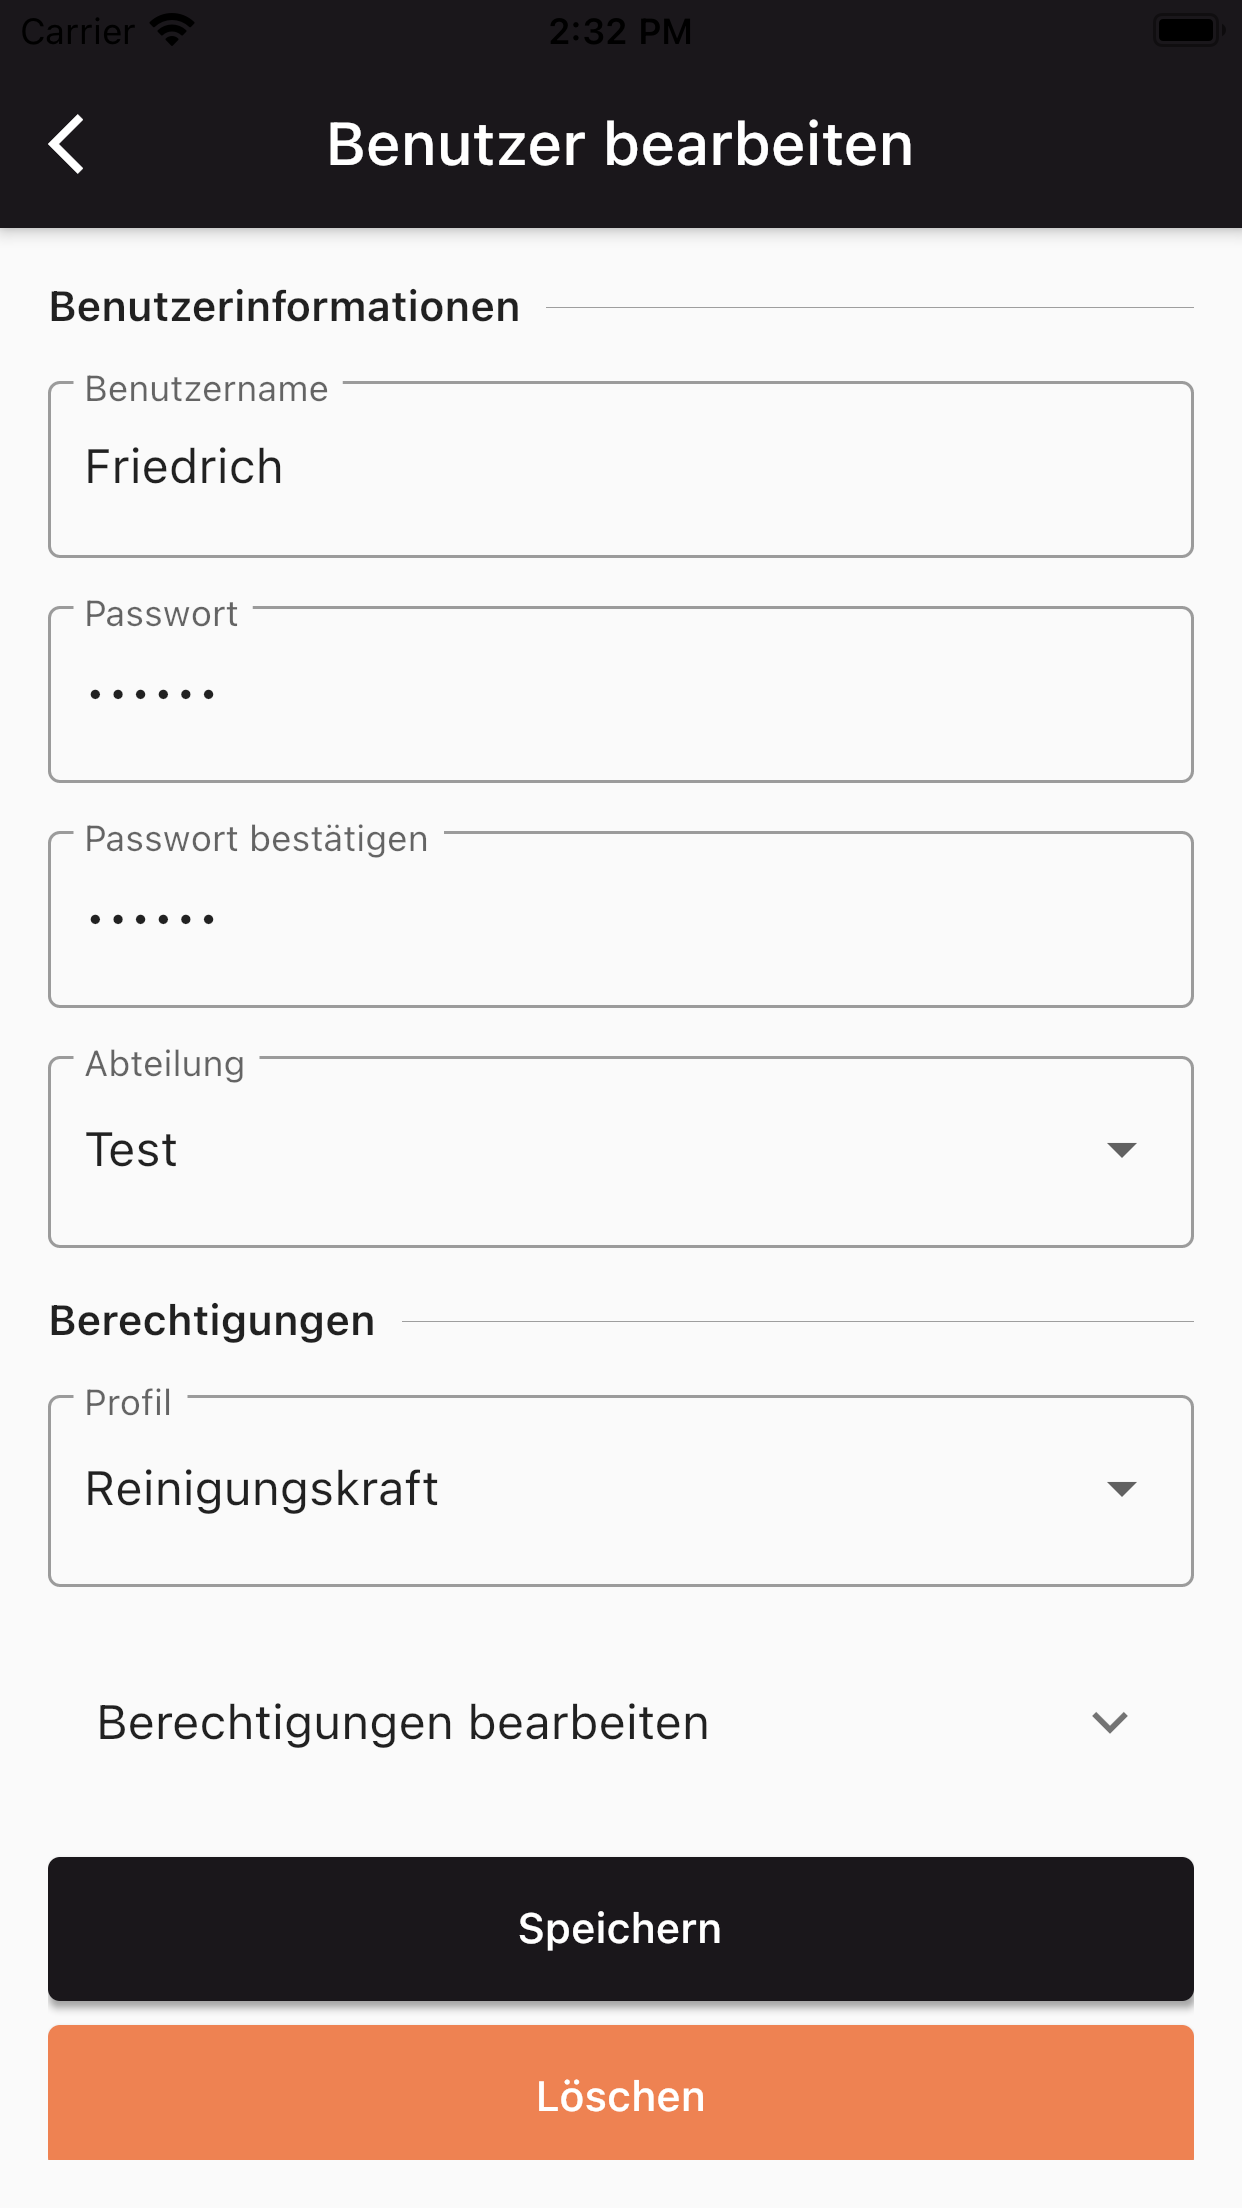 Carrier 2:32 PM
Benutzer bearbeiten
Benutzerinformationen
Benutzername
Friedrich
Passwort
••••••
Passwort bestätigen
••••••
Abteilung
Test
Berechtigungen
Profil
Reinigungskraft
Berechtigungen bearbeiten
Speichern
Löschen